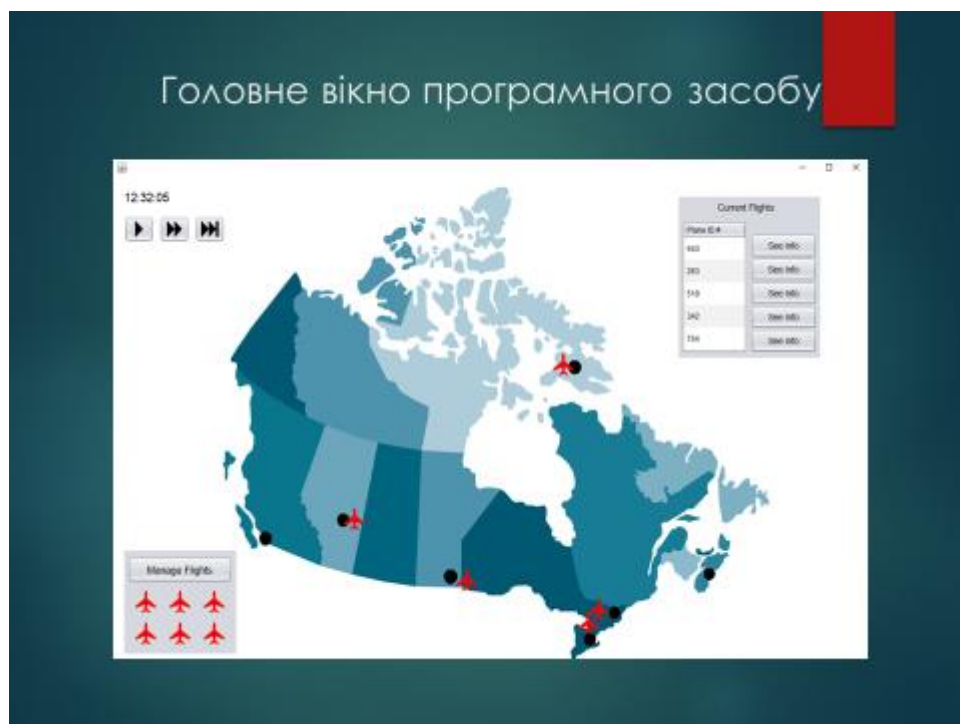 Головне вікно програмного засобу
12:32:05
Current Flights
Plane ID#
See Info
See Info
See Info
See Info
See Info
Manage Flights